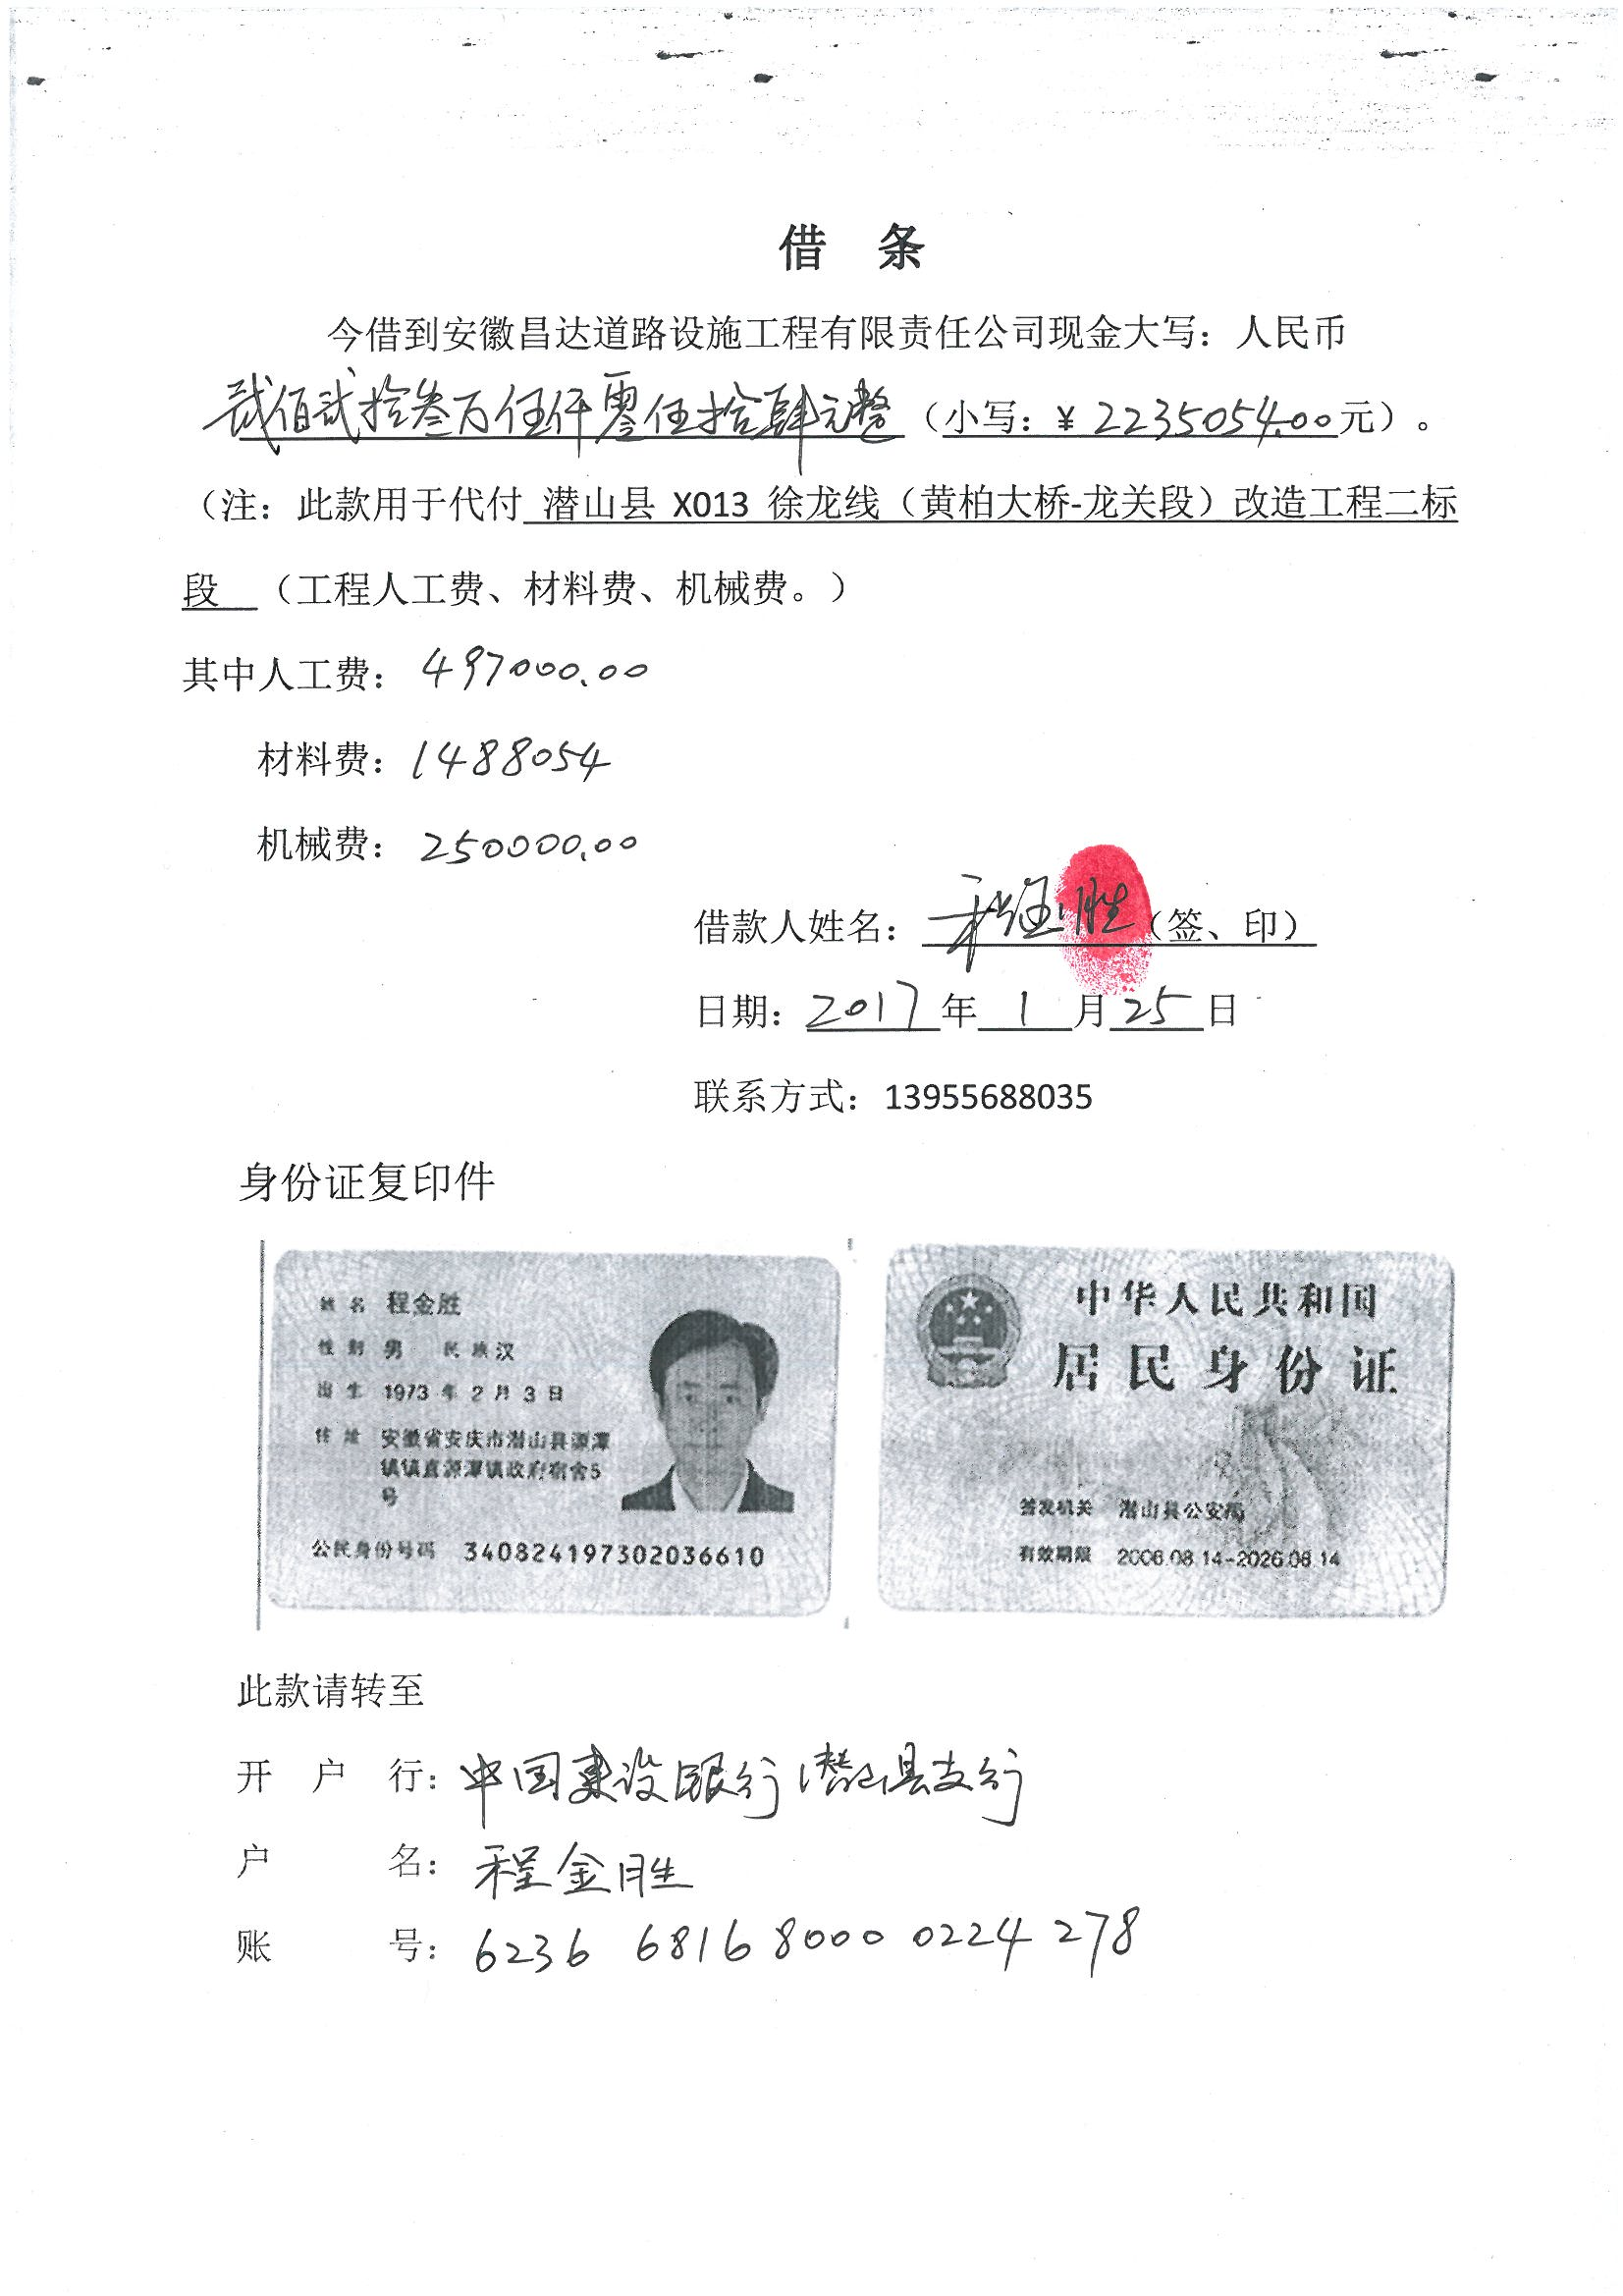 借 条
今借到安徽昌达道路设施工程有限责任公司现金大写：人民币
贰佰贰拾叁万伍仟零伍拾肆元整（小写：¥ 2235054.00元）。
（注：此款用于代付 潜山县 X013 徐龙线（黄柏大桥-龙关段）改造工程二标
段 （工程人工费、材料费、机械费。）
其中人工费：497000.00
材料费：1488054
机械费：250000.00
借款人姓名：程金胜（签、印）
日期：2017年 1 月25日
联系方式：13955688035
身份证复印件
姓名 程金胜
性别 男 民族汉
出生 1973 年 2 月 3 日
住址 安徽省安庆市潜山县源潭
镇镇直源潭镇政府宿舍5
号
公民身份号码 340824197302036610
中华人民共和国
居民身份证
签发机关 潜山县公安局
有效期限 2006.08.14-2026.08.14
此款请转至
开 户 行：中国建设银行潜山县支行
户 名：程金胜
账 号：6236 6816 8000 0224 278